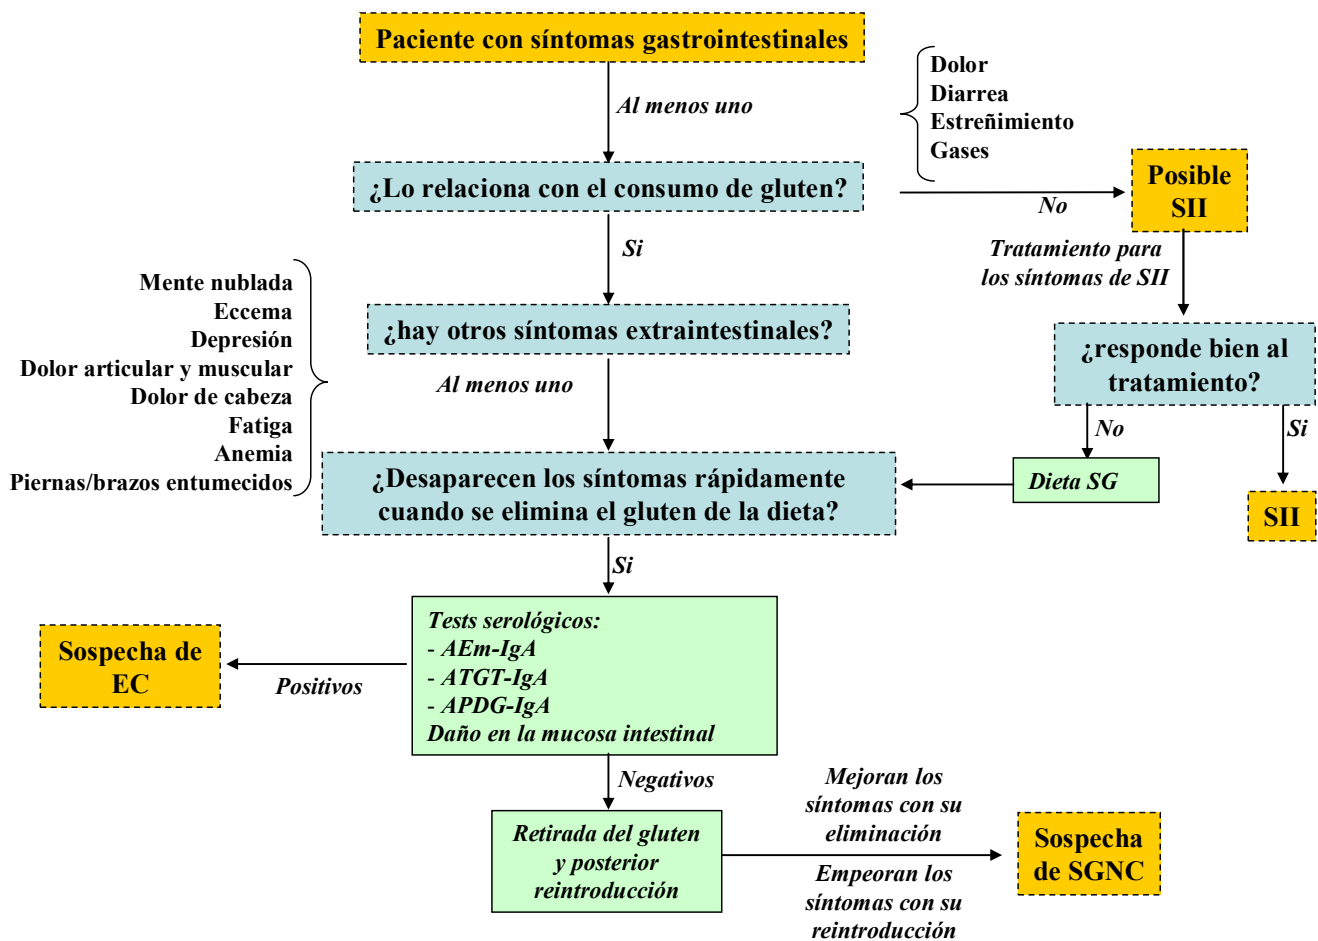 Paciente con síntomas gastrointestinales
Al menos uno
Dolor
Diarrea
Estreñimiento
Gases
¿Lo relaciona con el consumo de gluten?
No
Posible
SII
Si
Tratamiento para
los síntomas de SII
Mente nublada
Eccema
Depresión
Dolor articular y muscular
Dolor de cabeza
Fatiga
Anemia
Piernas/brazos entumecidos
¿hay otros síntomas extraintestinales?
Al menos uno
¿responde bien al
tratamiento?
No
Si
Dieta SG
SII
¿Desaparecen los síntomas rápidamente
cuando se elimina el gluten de la dieta?
Si
Tests serológicos:
- AEm-IgA
- ATGT-IgA
- APDG-IgA
Daño en la mucosa intestinal
Positivos
Sospecha de
EC
Negativos
Retirada del gluten
y posterior
reintroducción
Mejoran los
síntomas con su
eliminación
Empeoran los
síntomas con su
reintroducción
Sospecha
de SGNC